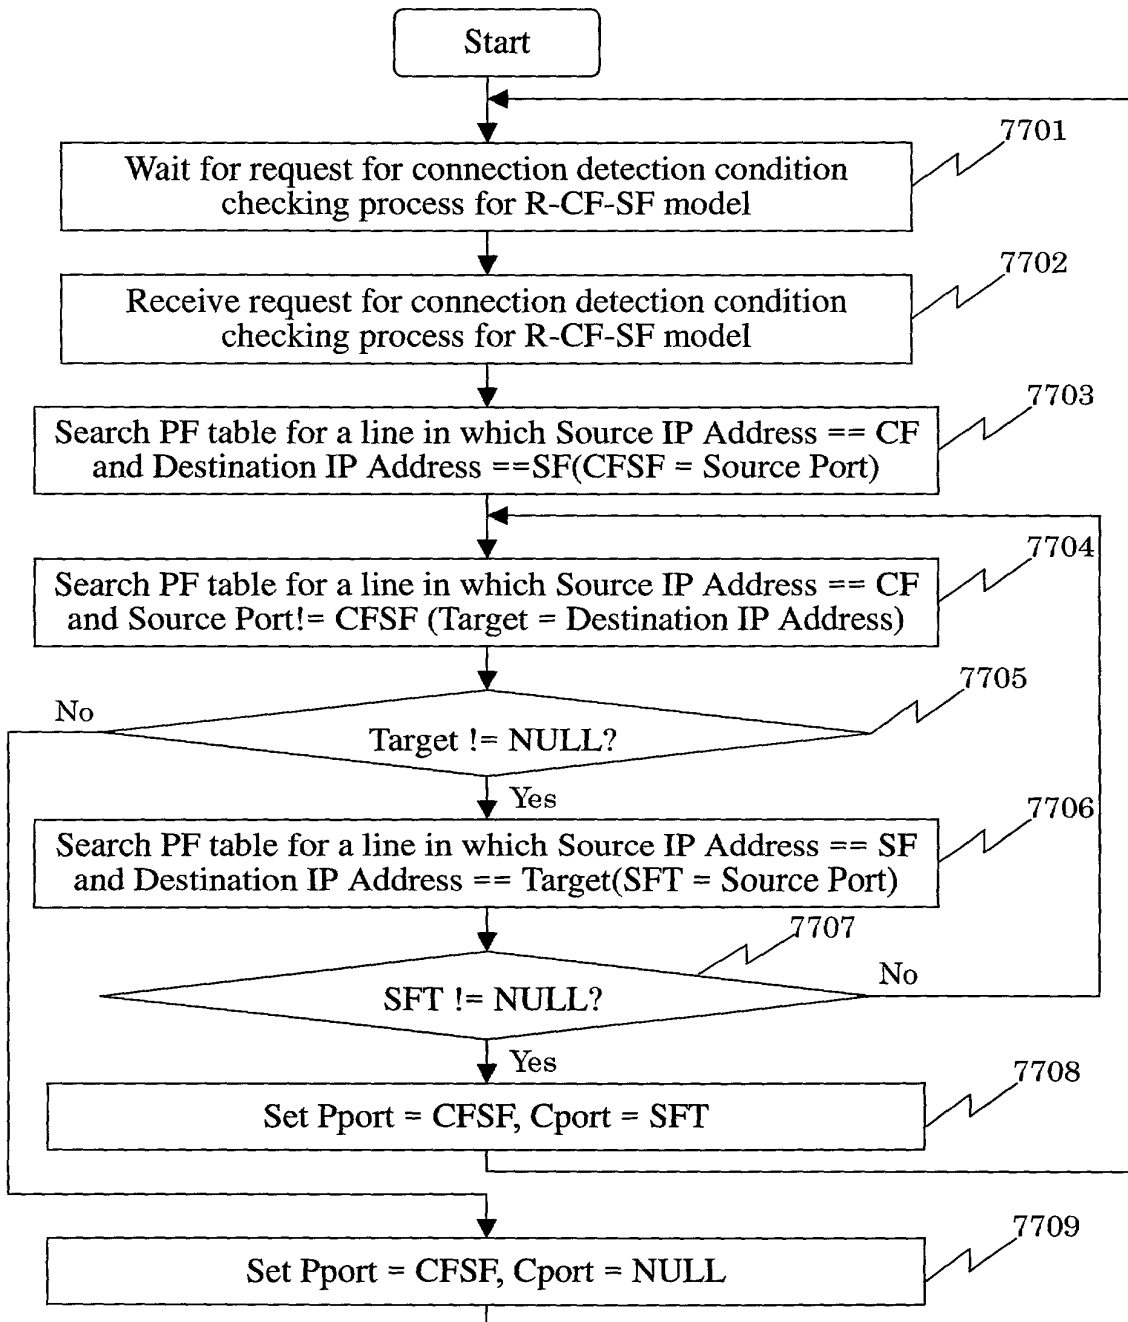 Start
7701
Wait for request for connection detection condition
checking process for R-CF-SF model
7702
Receive request for connection detection condition
checking process for R-CF-SF model
7703
Search PF table for a line in which Source IP Address == CF
and Destination IP Address ==SF(CFSF = Source Port)
7704
Search PF table for a line in which Source IP Address == CF
and Source Port!= CFSF (Target = Destination IP Address)
7705
No
Target != NULL?
Yes
7706
Search PF table for a line in which Source IP Address == SF
and Destination IP Address == Target(SFT = Source Port)
7707
No
SFT != NULL?
Yes
7708
Set Pport = CFSF, Cport = SFT
7709
Set Pport = CFSF, Cport = NULL